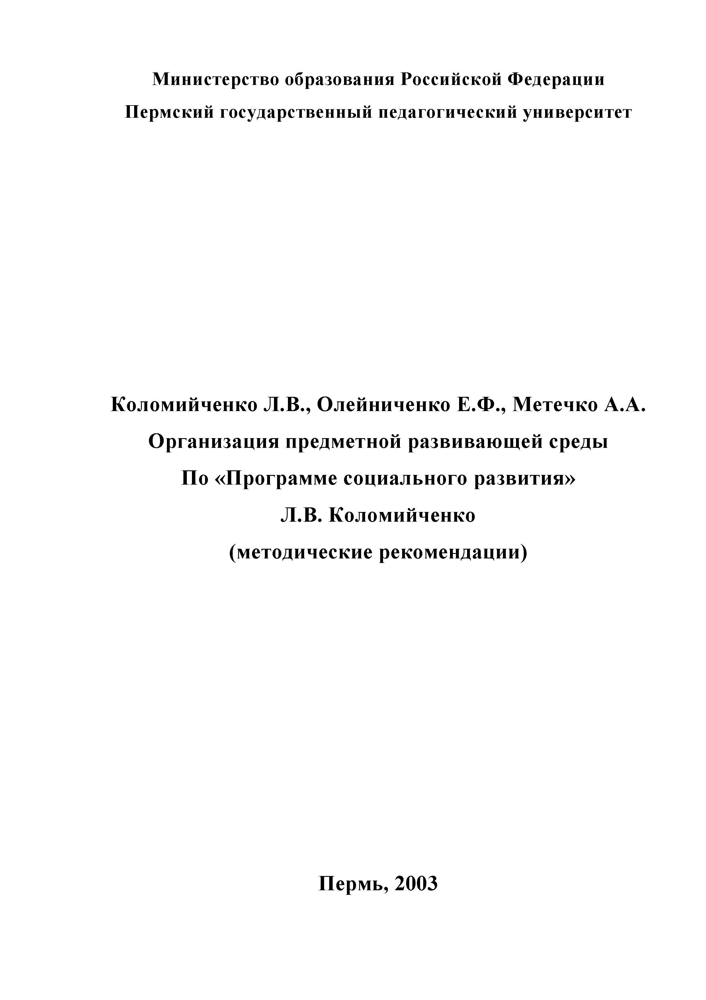 Министерство образования Российской Федерации
Пермский государственный педагогический университет
Коломийченко Л.В., Олейниченко Е.Ф., Метечко А.А.
Организация предметной развивающей среды
По «Программе социального развития»
Л.В. Коломийченко
(методические рекомендации)
Пермь, 2003